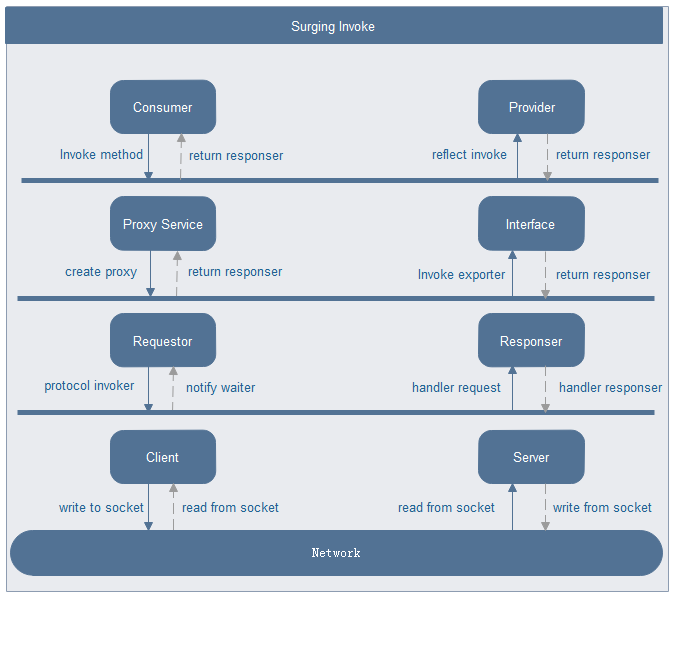 Surging Invoke
Consumer
Provider
Invoke method
return responser
reflect invoke
return responser
Proxy Service
Interface
create proxy
return responser
Invoke exporter
return responser
Requestor
Responser
protocol invoker
notify waiter
handler request
handler responser
Client
Server
write to socket
read from socket
read from socket
write from socket
Network